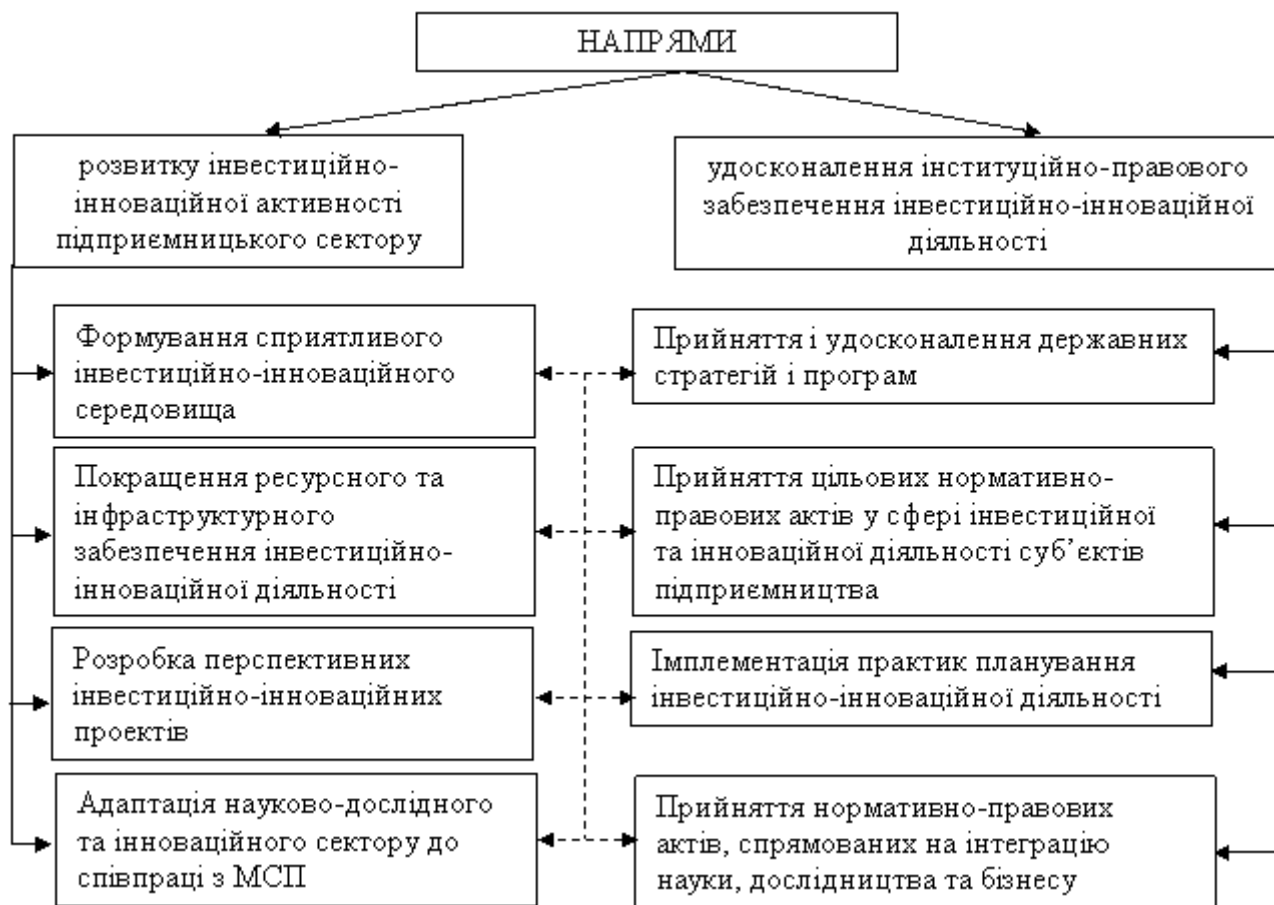 НАПРЯМИ
розвитку інвестиційно-
інноваційної активності
підприємницького сектору
удосконалення інституційно-правового
забезпечення інвестиційно-інноваційної
діяльності
Формування сприятливого
інвестиційно-інноваційного
середовища
Прийняття і удосконалення державних
стратегій і програм
Покращення ресурсного та
інфраструктурного
забезпечення інвестиційно-
інноваційної діяльності
Прийняття цільових нормативно-
правових актів у сфері інвестиційної
та інноваційної діяльності суб’єктів
підприємництва
Розробка перспективних
інвестиційно-інноваційних
проектів
Імплементація практик планування
інвестиційно-інноваційної діяльності
Адаптація науково-дослідного
та інноваційного сектору до
співпраці з МСП
Прийняття нормативно-правових
актів, спрямованих на інтеграцію
науки, дослідництва та бізнесу